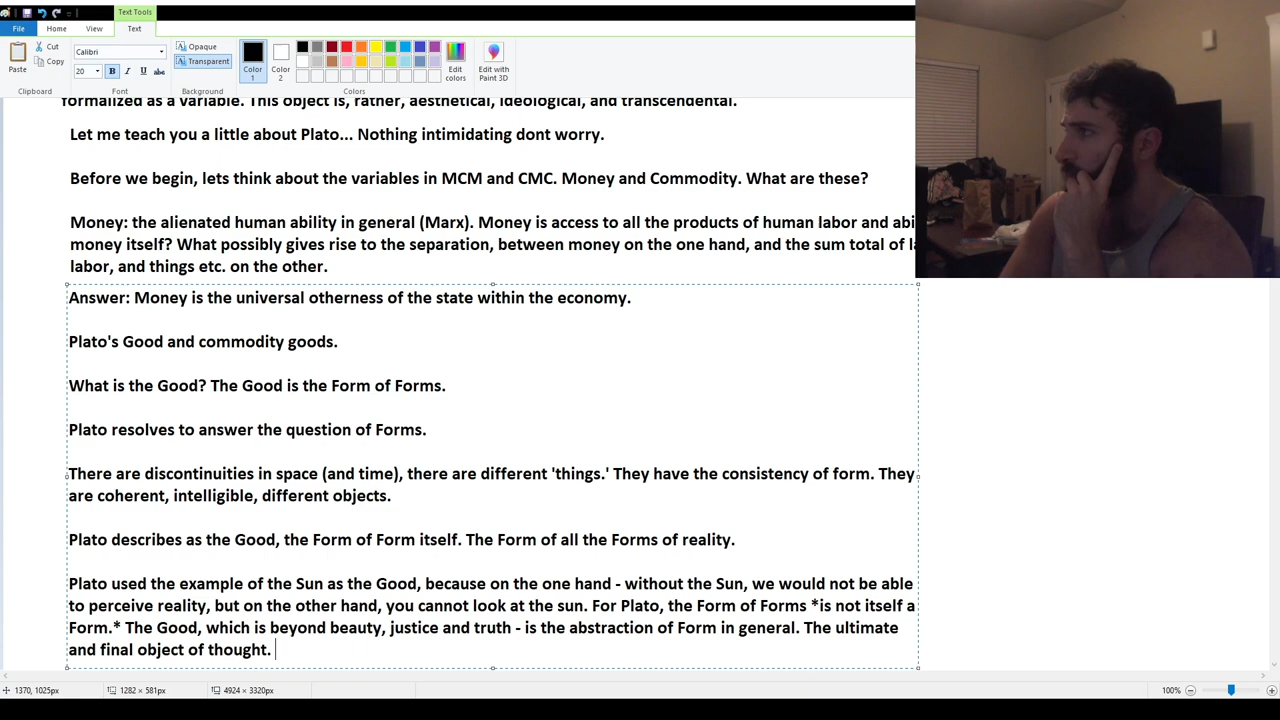 Text Tools
File
Home
View
Text
Paste
Cut
Copy
Clipboard
Calibri
20
B I U abc
Font
Opaque
Transparent
Background
Color 1
Color 2
Edit colors
Edit with Paint 3D
Colors
formalized as a variable. This object is, rather, aesthetical, ideological, and transcendental.
Let me teach you a little about Plato... Nothing intimidating dont worry.
Before we begin, lets think about the variables in MCM and CMC. Money and Commodity. What are these?
Money: the alienated human ability in general (Marx). Money is access to all the products of human labor and
money itself? What possibly gives rise to the separation, between money on the one hand, and the sum total of
labor, and things etc. on the other.
Answer: Money is the universal otherness of the state within the economy.
Plato's Good and commodity goods.
What is the Good? The Good is the Form of Forms.
Plato resolves to answer the question of Forms.
There are discontinuities in space (and time), there are different 'things.' They have the consistency of form. They
are coherent, intelligible, different objects.
Plato describes as the Good, the Form of Form itself. The Form of all the Forms of reality.
Plato used the example of the Sun as the Good, because on the one hand - without the Sun, we would not be able
to perceive reality, but on the other hand, you cannot look at the sun. For Plato, the Form of Forms *is not itself a
Form.* The Good, which is beyond beauty, justice and truth - is the abstraction of Form in general. The ultimate
and final object of thought.
1370, 1025px
1282 × 581px
4924 × 3320px
100%